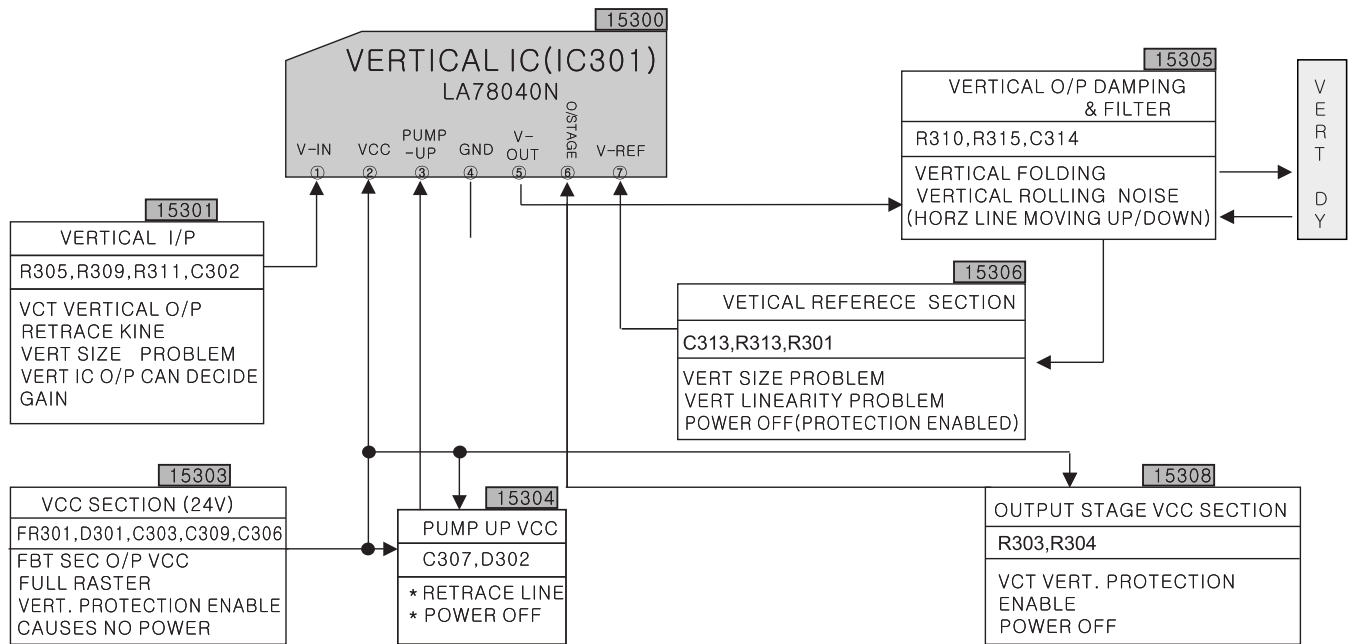 15300
VERTICAL IC(IC301)
LA78040N
V-IN
VCC
PUMP
-UP
GND
V-
OUT
O/STAGE
V-REF
①
②
③
④
⑤
⑥
⑦
15305
VERTICAL O/P DAMPING
& FILTER
R310,R315,C314
VERTICAL FOLDING
VERTICAL ROLLING NOISE
(HORZ LINE MOVING UP/DOWN)
VERT DY
15301
VERTICAL I/P
R305,R309,R311,C302
VCT VERTICAL O/P
RETRACE KINE
VERT SIZE PROBLEM
VERT IC O/P CAN DECIDE
GAIN
15306
VETICAL REFERECE SECTION
C313,R313,R301
VERT SIZE PROBLEM
VERT LINEARITY PROBLEM
POWER OFF(PROTECTION ENABLED)
15303
VCC SECTION (24V)
FR301,D301,C303,C309,C306
FBT SEC O/P VCC
FULL RASTER
VERT. PROTECTION ENABLE
CAUSES NO POWER
15304
PUMP UP VCC
C307,D302
* RETRACE LINE
* POWER OFF
15308
OUTPUT STAGE VCC SECTION
R303,R304
VCT VERT. PROTECTION
ENABLE
POWER OFF